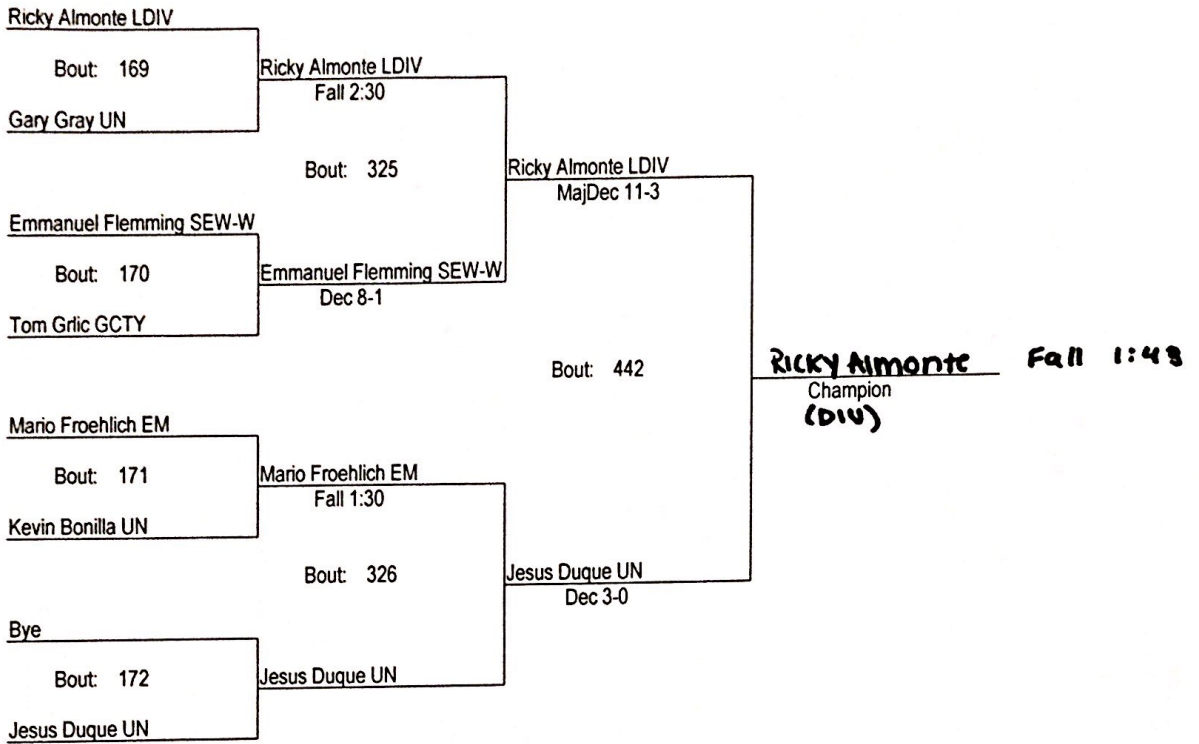 Ricky Almonte LDIV
Bout: 169
Ricky Almonte LDIV
Fall 2:30
Gary Gray UN
Bout: 325
Ricky Almonte LDIV
MajDec 11-3
Emmanuel Flemming SEW-W
Bout: 170
Emmanuel Flemming SEW-W
Dec 8-1
Tom Grlic GCTY
Bout: 442
Ricky Almonte Fall 1:43
Champion
(DIV)
Mario Froehlich EM
Bout: 171
Mario Froehlich EM
Fall 1:30
Kevin Bonilla UN
Bout: 326
Jesus Duque UN
Dec 3-0
Bye
Bout: 172
Jesus Duque UN
Jesus Duque UN